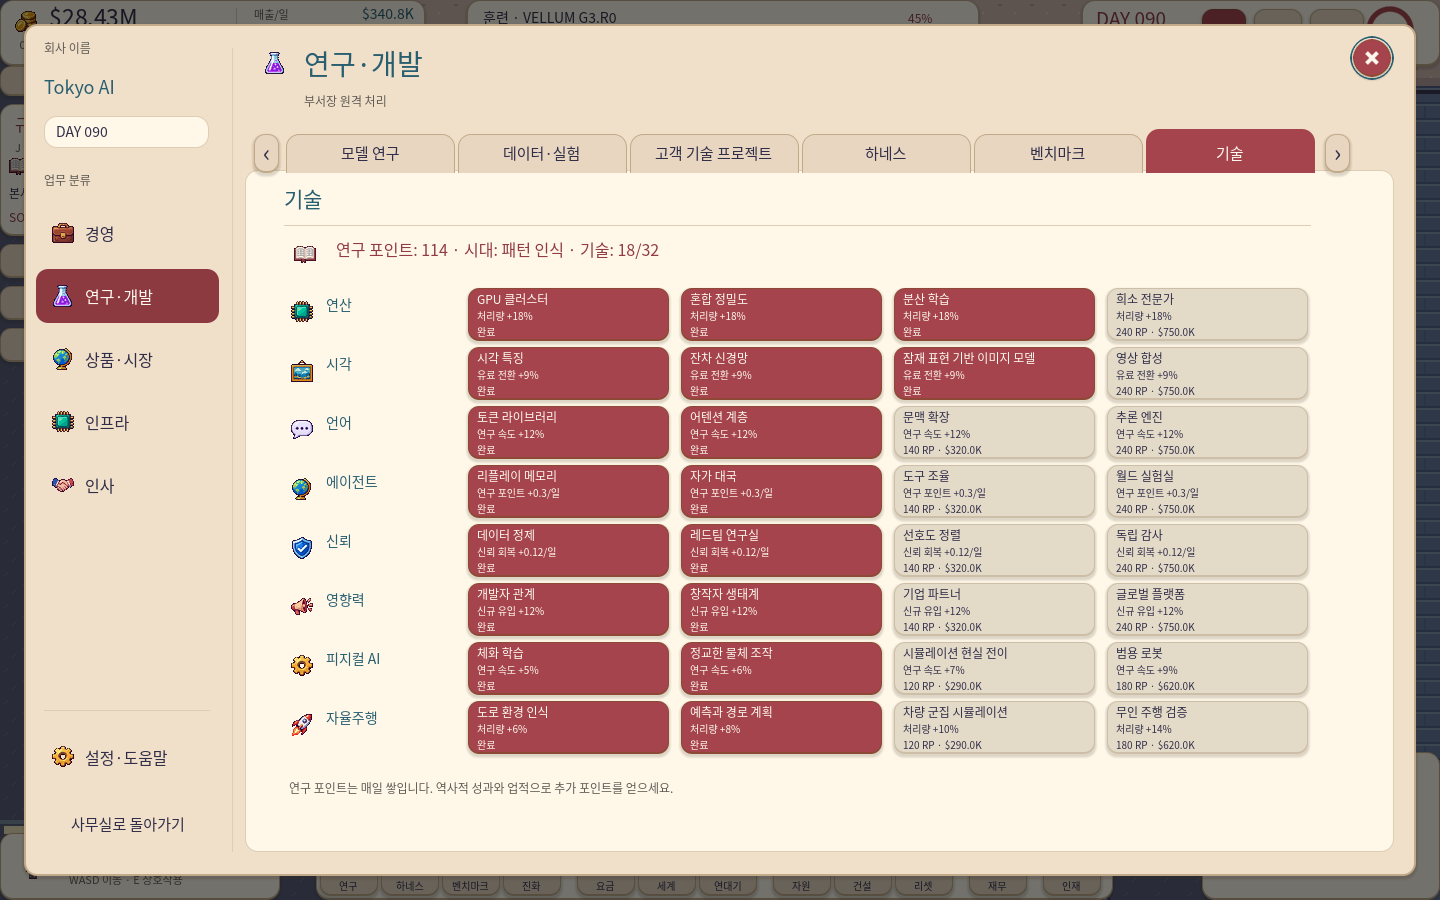 $28.43M
매출/일
$340.8K
훈련 · VELLUM G3.R0
45%
DAY 090
회사 이름
Tokyo AI
DAY 090
업무 분류
경영
연구·개발
상품·시장
인프라
인사
설정·도움말
사무실로 돌아가기
연구·개발
부서장 원격 처리
‹
모델 연구
데이터·실험
고객 기술 프로젝트
하네스
벤치마크
기술
›
기술
연구 포인트: 114 · 시대: 패턴 인식 · 기술: 18/32
연산
GPU 클러스터
처리량 +18%
완료
혼합 정밀도
처리량 +18%
완료
분산 학습
처리량 +18%
완료
희소 전문가
처리량 +18%
240 RP · $750.0K
시각
시각 특징
유료 전환 +9%
완료
잔차 신경망
유료 전환 +9%
완료
잠재 표현 기반 이미지 모델
유료 전환 +9%
완료
영상 합성
유료 전환 +9%
240 RP · $750.0K
언어
토큰 라이브러리
연구 속도 +12%
완료
어텐션 계층
연구 속도 +12%
완료
문맥 확장
연구 속도 +12%
140 RP · $320.0K
추론 엔진
연구 속도 +12%
240 RP · $750.0K
에이전트
리플레이 메모리
연구 포인트 +0.3/일
완료
자가 대국
연구 포인트 +0.3/일
완료
도구 조율
연구 포인트 +0.3/일
140 RP · $320.0K
월드 실험실
연구 포인트 +0.3/일
240 RP · $750.0K
신뢰
데이터 정제
신뢰 회복 +0.12/일
완료
레드팀 연구실
신뢰 회복 +0.12/일
완료
선호도 정렬
신뢰 회복 +0.12/일
140 RP · $320.0K
독립 감사
신뢰 회복 +0.12/일
240 RP · $750.0K
영향력
개발자 관계
신규 유입 +12%
완료
창작자 생태계
신규 유입 +12%
완료
기업 파트너
신규 유입 +12%
140 RP · $320.0K
글로벌 플랫폼
신규 유입 +12%
240 RP · $750.0K
피지컬 AI
체화 학습
연구 속도 +5%
완료
정교한 물체 조작
연구 속도 +6%
완료
시뮬레이션 현실 전이
연구 속도 +7%
120 RP · $290.0K
범용 로봇
연구 속도 +9%
180 RP · $620.0K
자율주행
도로 환경 인식
처리량 +6%
완료
예측과 경로 계획
처리량 +8%
완료
차량 군집 시뮬레이션
처리량 +10%
120 RP · $290.0K
무인 주행 검증
처리량 +14%
180 RP · $620.0K
연구 포인트는 매일 쌓입니다. 역사적 성과와 업적으로 추가 포인트를 얻으세요.
WASD 이동 · E 상호작용
연구
하네스
벤치마크
진화
요금
세계
연대기
자원
건설
리셋
재무
인재